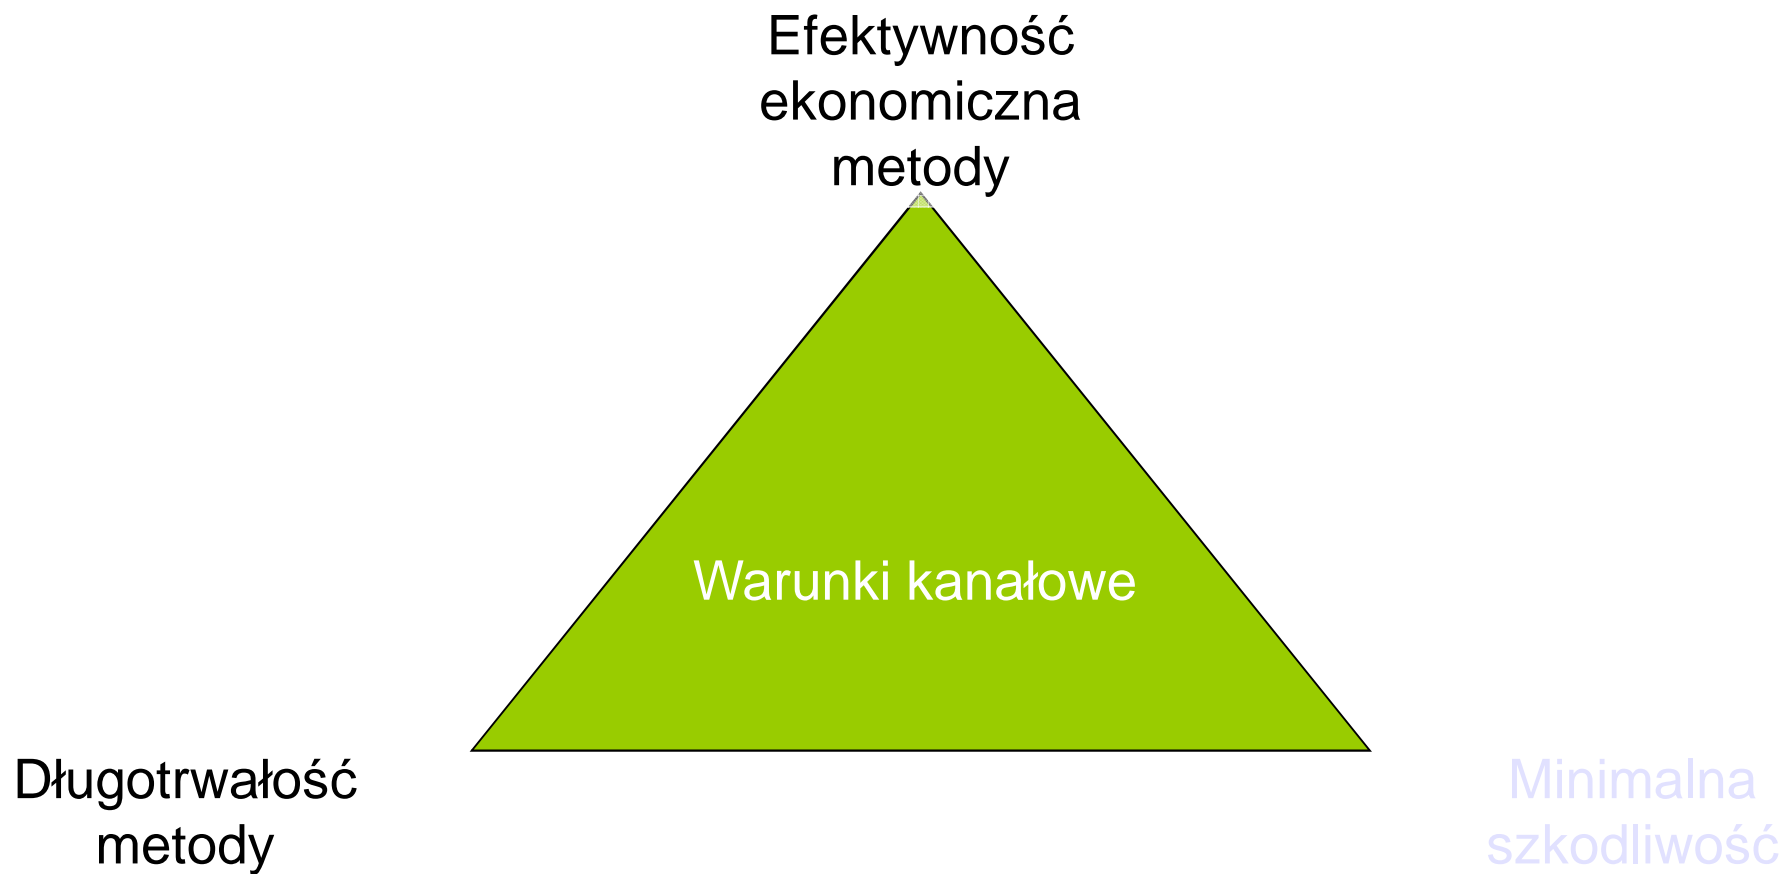 Efektywność
ekonomiczna
metody
Warunki kanałowe
Długotrwałość
metody
Minimalna
szkodliwość